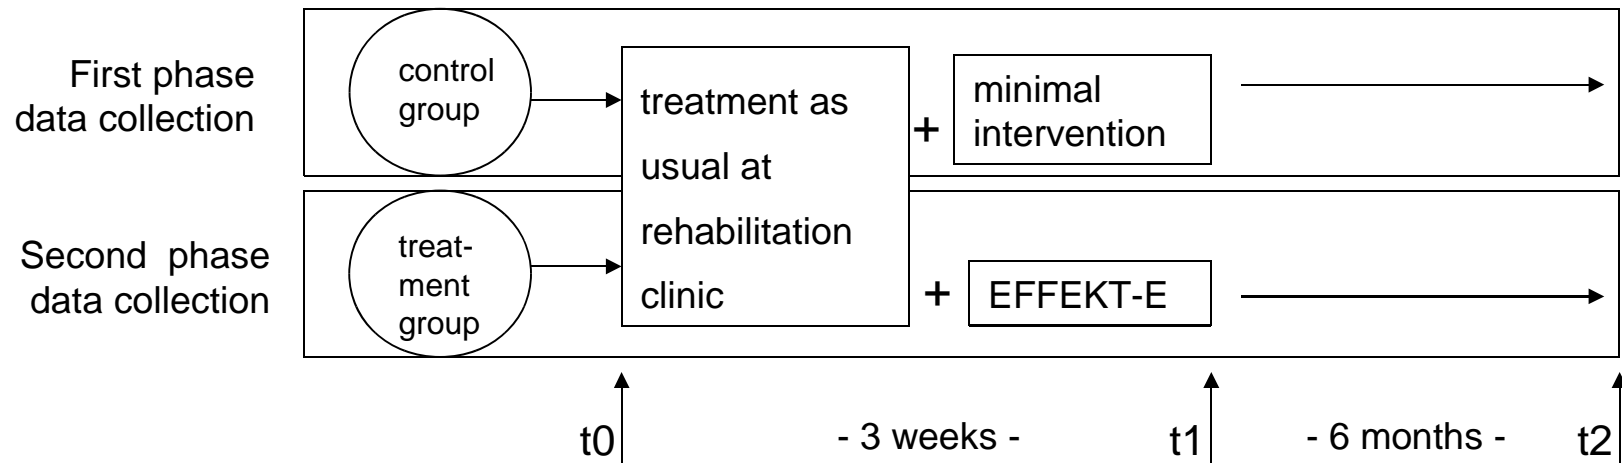 First phase
data collection
control
group
treatment as
usual at
rehabilitation
clinic
+
minimal
intervention
Second phase
data collection
treat-
ment
group
+
EFFEKT-E
t0
- 3 weeks -
t1
- 6 months -
t2